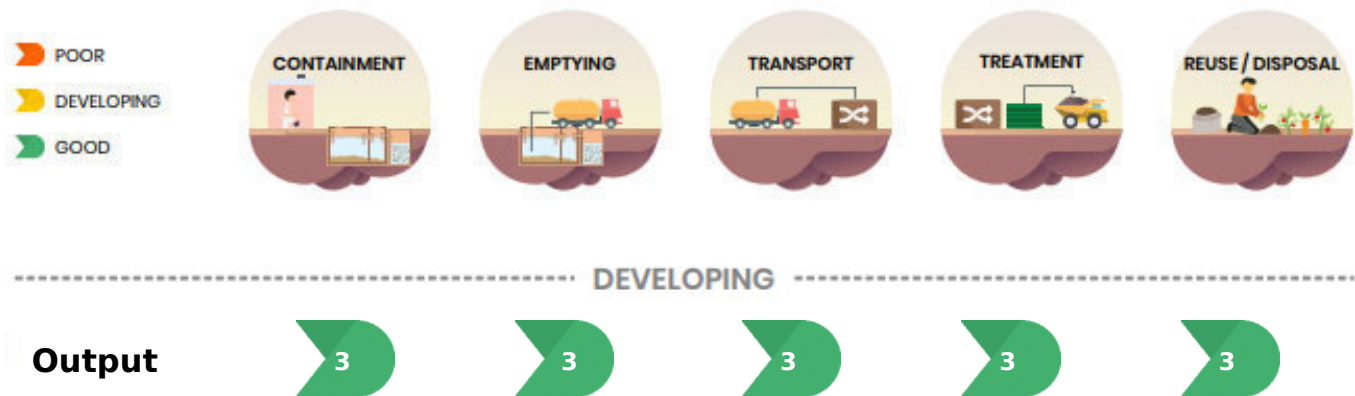 POOR
DEVELOPING
GOOD
CONTAINMENT
EMPTYING
TRANSPORT
TREATMENT
REUSE / DISPOSAL
DEVELOPING
Output 3 3 3 3 3